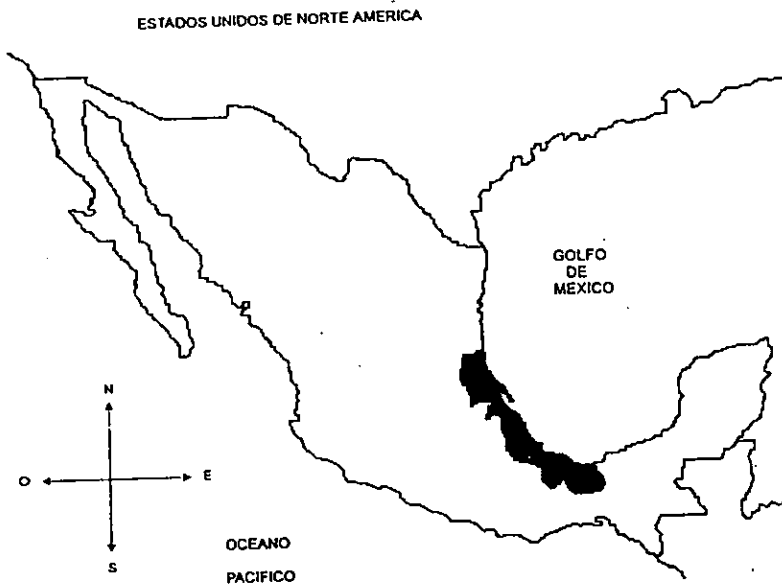 ESTADOS UNIDOS DE NORTE AMERICA
GOLFO
DE
MEXICO
N
O
E
S
OCEANO
PACIFICO